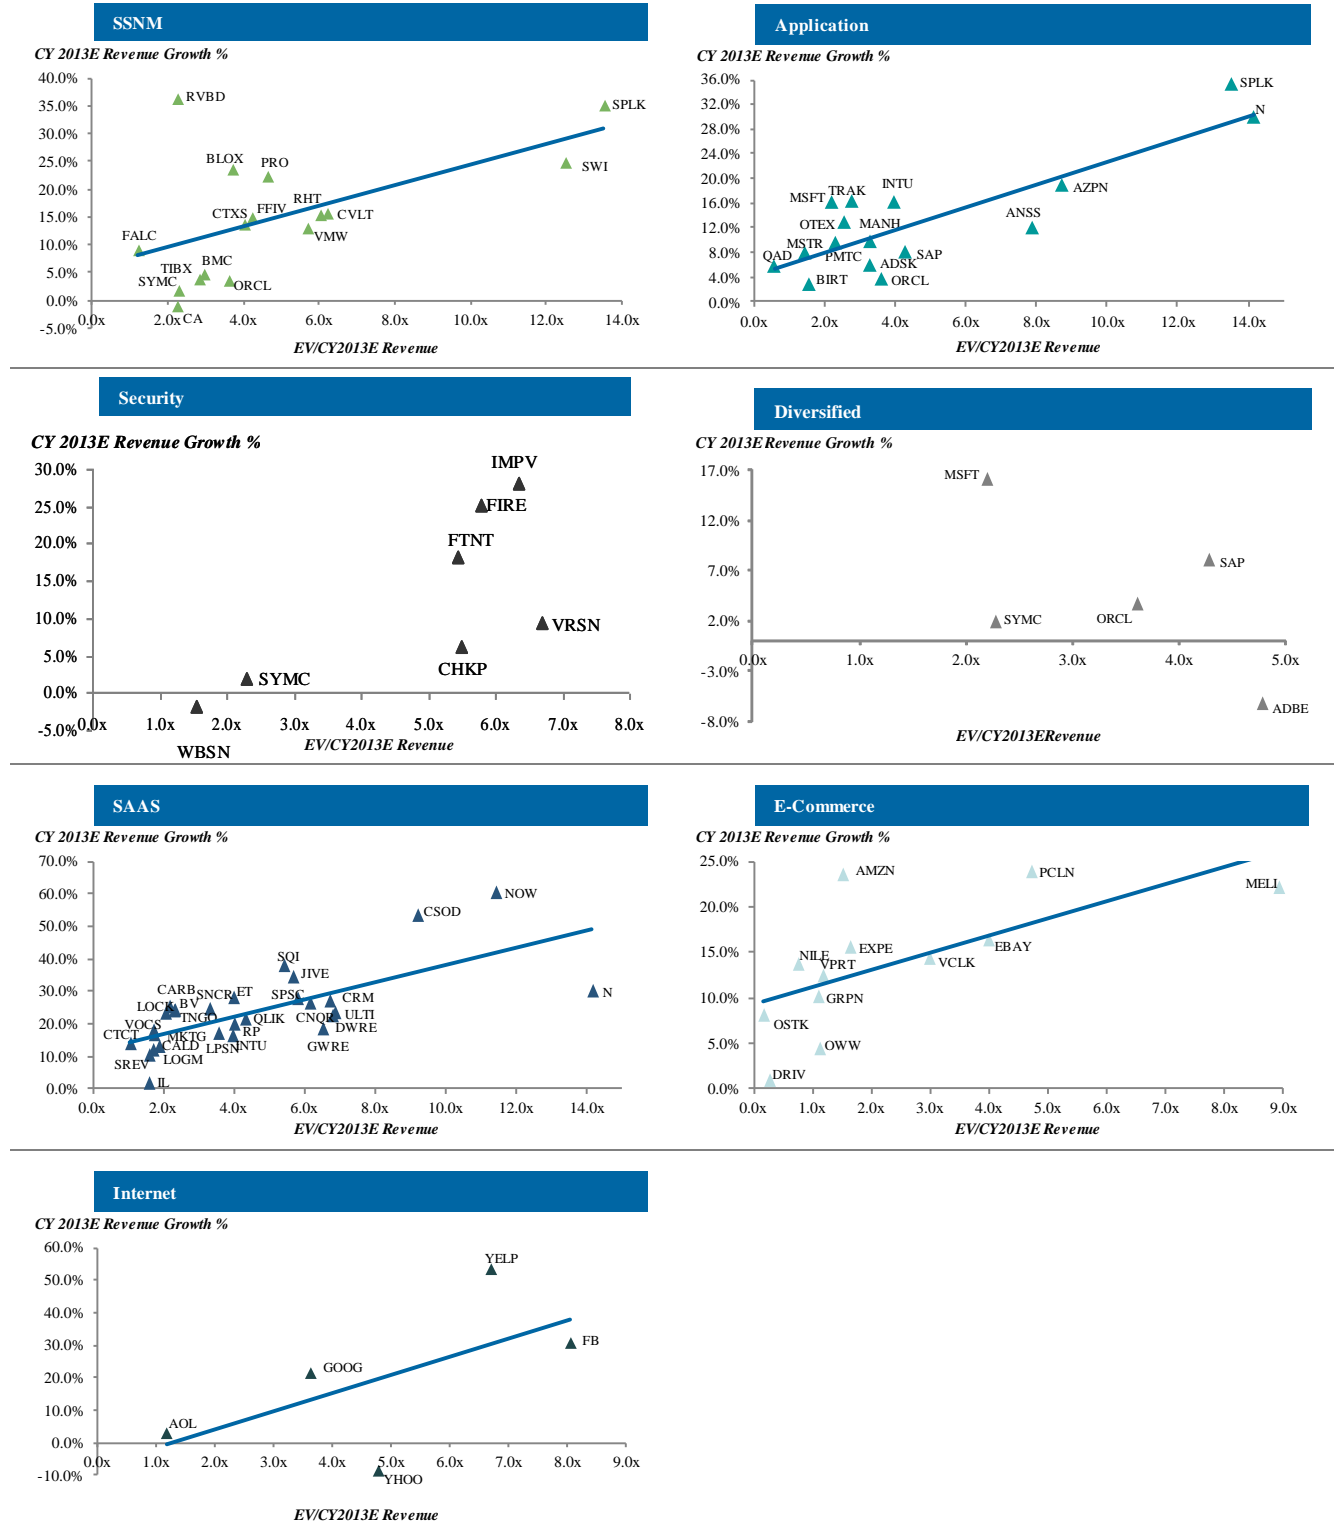 SSNM
CY 2013E Revenue Growth %
40.0%
35.0%
30.0%
25.0%
20.0%
15.0%
10.0%
5.0%
0.0%
-5.0%
RVBD
SPLK
BLOX
PRO
SWI
RHT
CTXS
FFIV
CVLT
VMW
FALC
TIBX
BMC
SYMC
ORCL
CA
0.0x 2.0x 4.0x 6.0x 8.0x 10.0x 12.0x 14.0x
EV/CY2013E Revenue
Application
CY 2013E Revenue Growth %
36.0%
32.0%
28.0%
24.0%
20.0%
16.0%
12.0%
8.0%
4.0%
0.0%
SPLK
N
AZPN
INTU
TRAK
MSFT
ANSS
OTEX
MANH
MSTR
QAD
PMTC
ADSK
SAP
BIRT
ORCL
0.0x 2.0x 4.0x 6.0x 8.0x 10.0x 12.0x 14.0x
EV/CY2013E Revenue
Security
CY 2013E Revenue Growth %
30.0%
25.0%
20.0%
15.0%
10.0%
5.0%
0.0%
-5.0%
IMPV
FIRE
FTNT
VRSN
CHKP
SYMC
WBSN
0.0x 1.0x 2.0x 3.0x 4.0x 5.0x 6.0x 7.0x 8.0x
EV/CY2013E Revenue
Diversified
CY 2013E Revenue Growth %
17.0%
12.0%
7.0%
2.0%
-3.0%
-8.0%
MSFT
SAP
SYMC
ORCL
ADBE
0.0x 1.0x 2.0x 3.0x 4.0x 5.0x
EV/CY2013ERevenue
SAAS
CY 2013E Revenue Growth %
70.0%
60.0%
50.0%
40.0%
30.0%
20.0%
10.0%
0.0%
NOW
CSOD
SQI
JIVE
N
CARB
SNCR
ET
SPSC
CRM
LOCK
BV
TNGO
QLIK
CNQR
ULTI
VOCS
RP
DWRE
CTCT
MKTG
CALD
LPSN
INTU
GWRE
SREV
LOGM
IL
0.0x 2.0x 4.0x 6.0x 8.0x 10.0x 12.0x 14.0x
EV/CY2013E Revenue
E-Commerce
CY 2013E Revenue Growth %
25.0%
20.0%
15.0%
10.0%
5.0%
0.0%
AMZN
PCLN
MELI
EXPE
EBAY
NILE
VPRT
VCLK
GRPN
OSTK
OWW
DRIV
0.0x 1.0x 2.0x 3.0x 4.0x 5.0x 6.0x 7.0x 8.0x 9.0x
EV/CY2013E Revenue
Internet
CY 2013E Revenue Growth %
60.0%
50.0%
40.0%
30.0%
20.0%
10.0%
0.0%
-10.0%
YELP
FB
GOOG
AOL
YHOO
0.0x 1.0x 2.0x 3.0x 4.0x 5.0x 6.0x 7.0x 8.0x 9.0x
EV/CY2013E Revenue